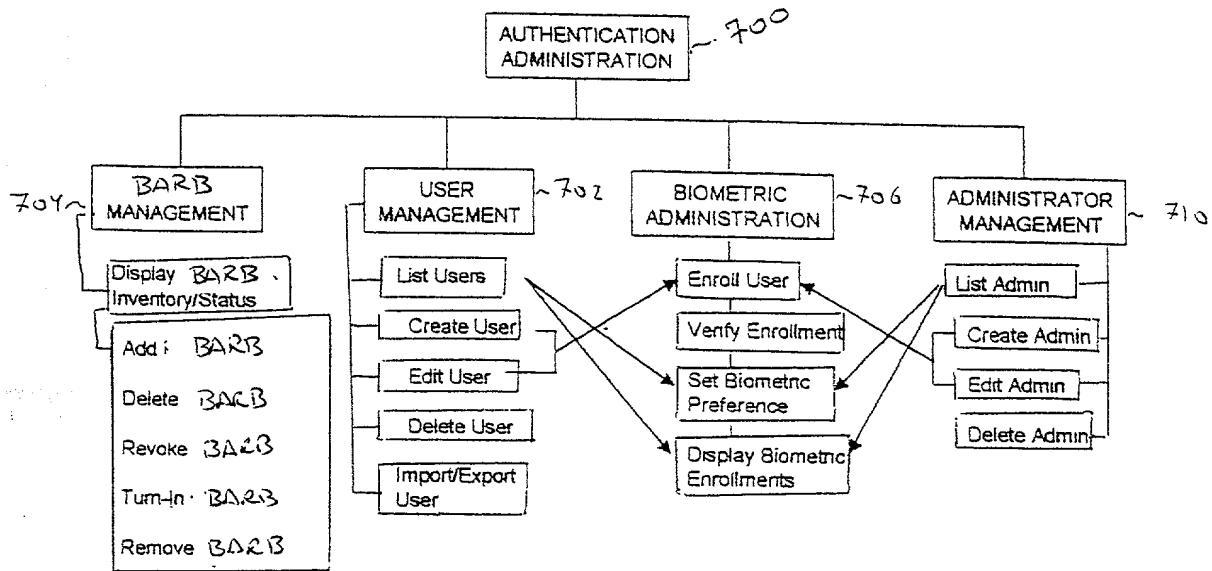 AUTHENTICATION
ADMINISTRATION
700
BARB
MANAGEMENT
704
USER
MANAGEMENT
702
BIOMETRIC
ADMINISTRATION
706
ADMINISTRATOR
MANAGEMENT
710
Display BARB
Inventory/Status
Add BARB
Delete BARB
Revoke BARB
Turn-In BARB
Remove BARB
List Users
Create User
Edit User
Delete User
Import/Export
User
Enroll User
Verify Enrollment
Set Biometric
Preference
Display Biometric
Enrollments
List Admin
Create Admin
Edit Admin
Delete Admin